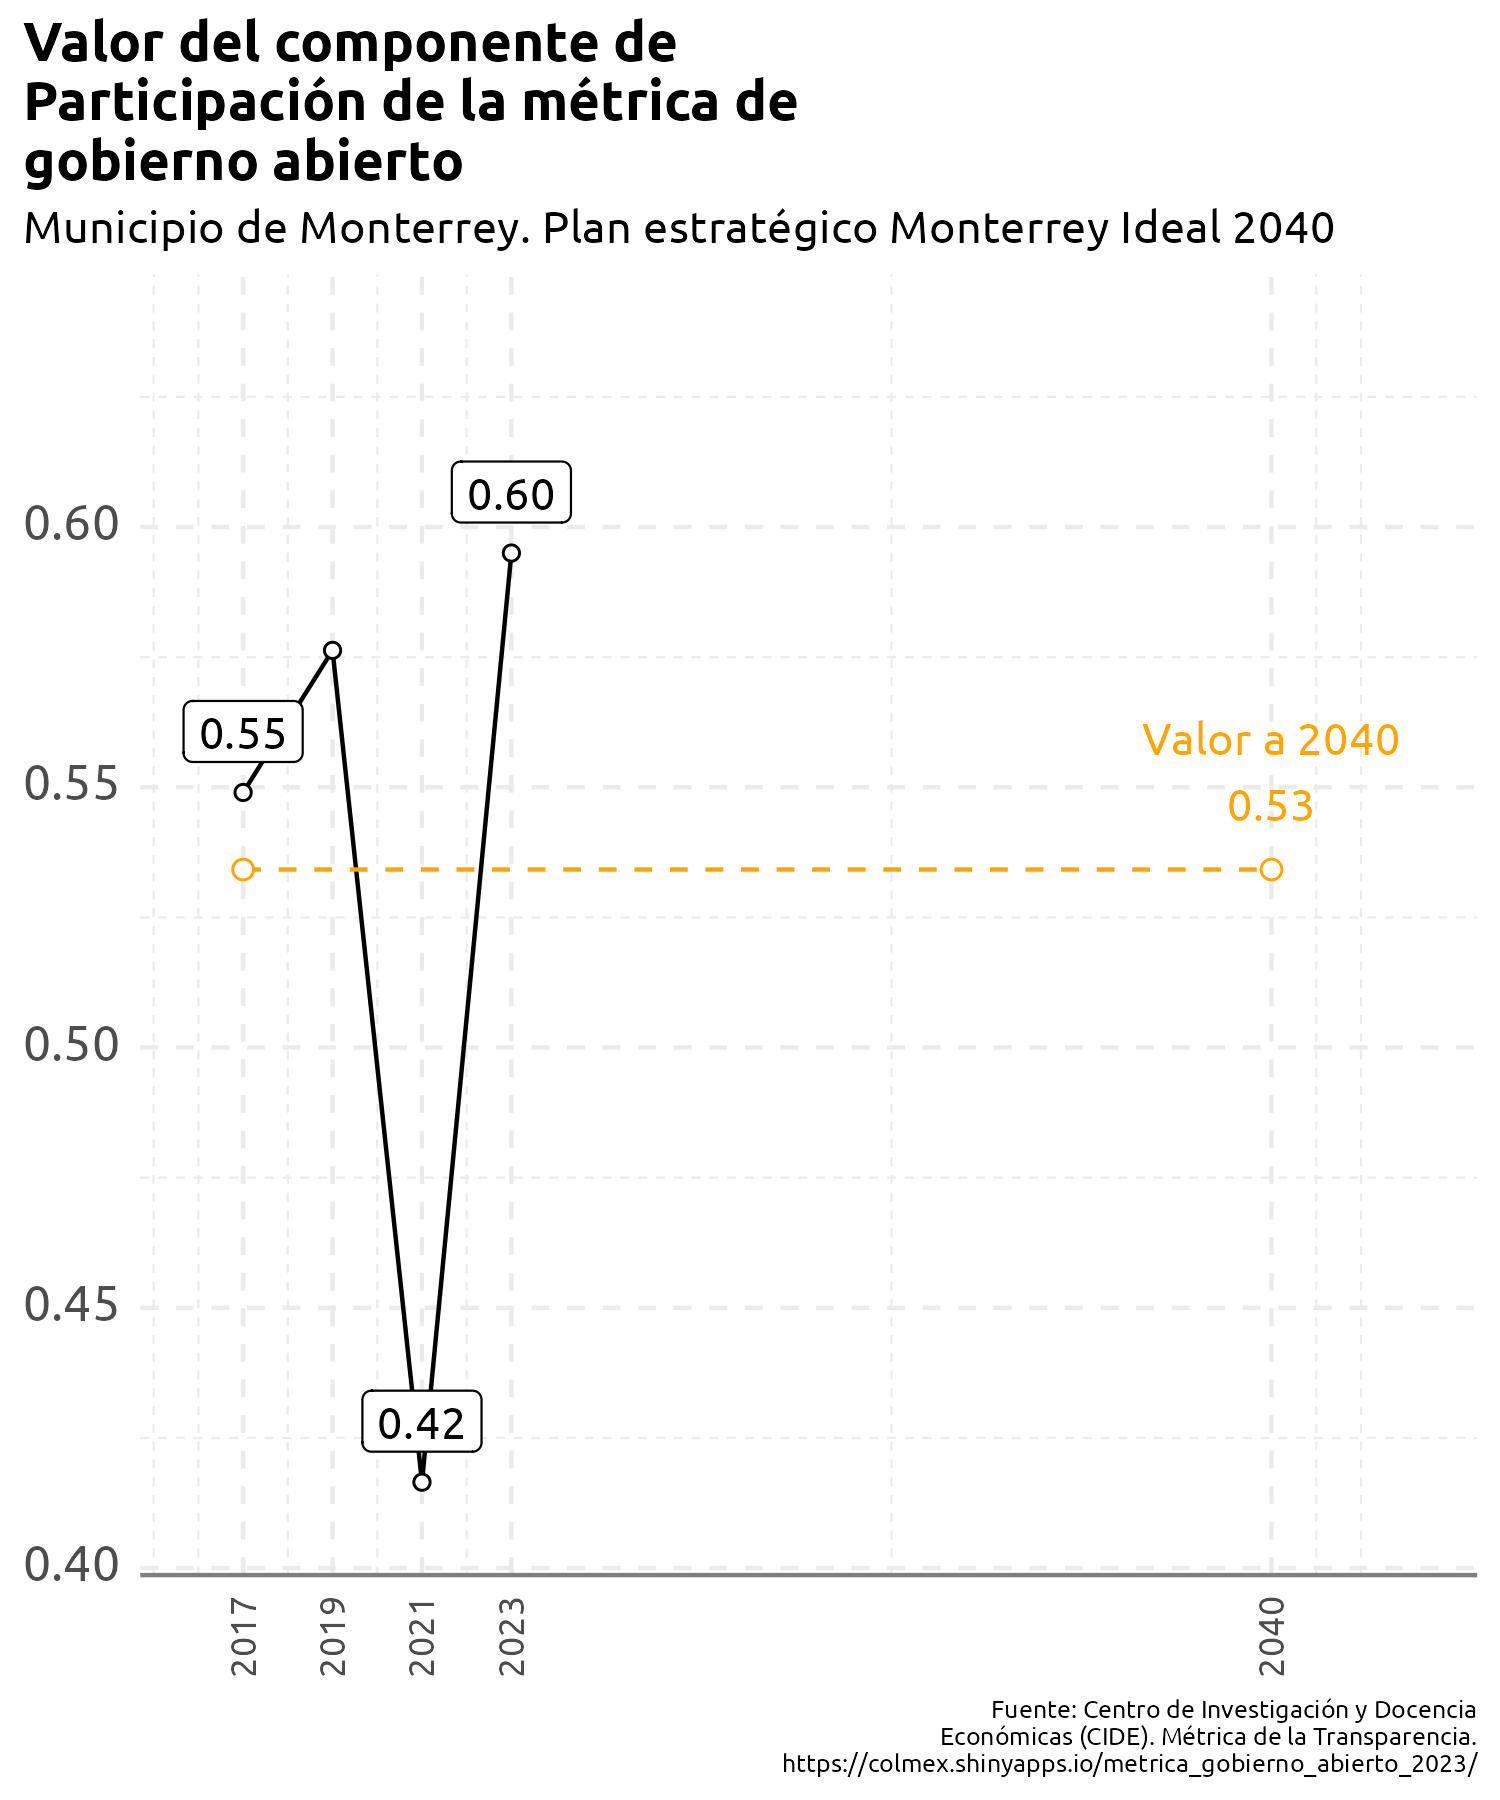 Valor del componente de
Participación de la métrica de
gobierno abierto
Municipio de Monterrey. Plan estratégico Monterrey Ideal 2040
0.60
0.60
0.55
Valor a 2040
0.55
0.53
0.50
0.45
0.42
0.40
2017
2019
2021
2023
2040
Fuente: Centro de Investigación y Docencia
Económicas (CIDE). Métrica de la Transparencia.
https://colmex.shinyapps.io/metrica_gobierno_abierto_2023/